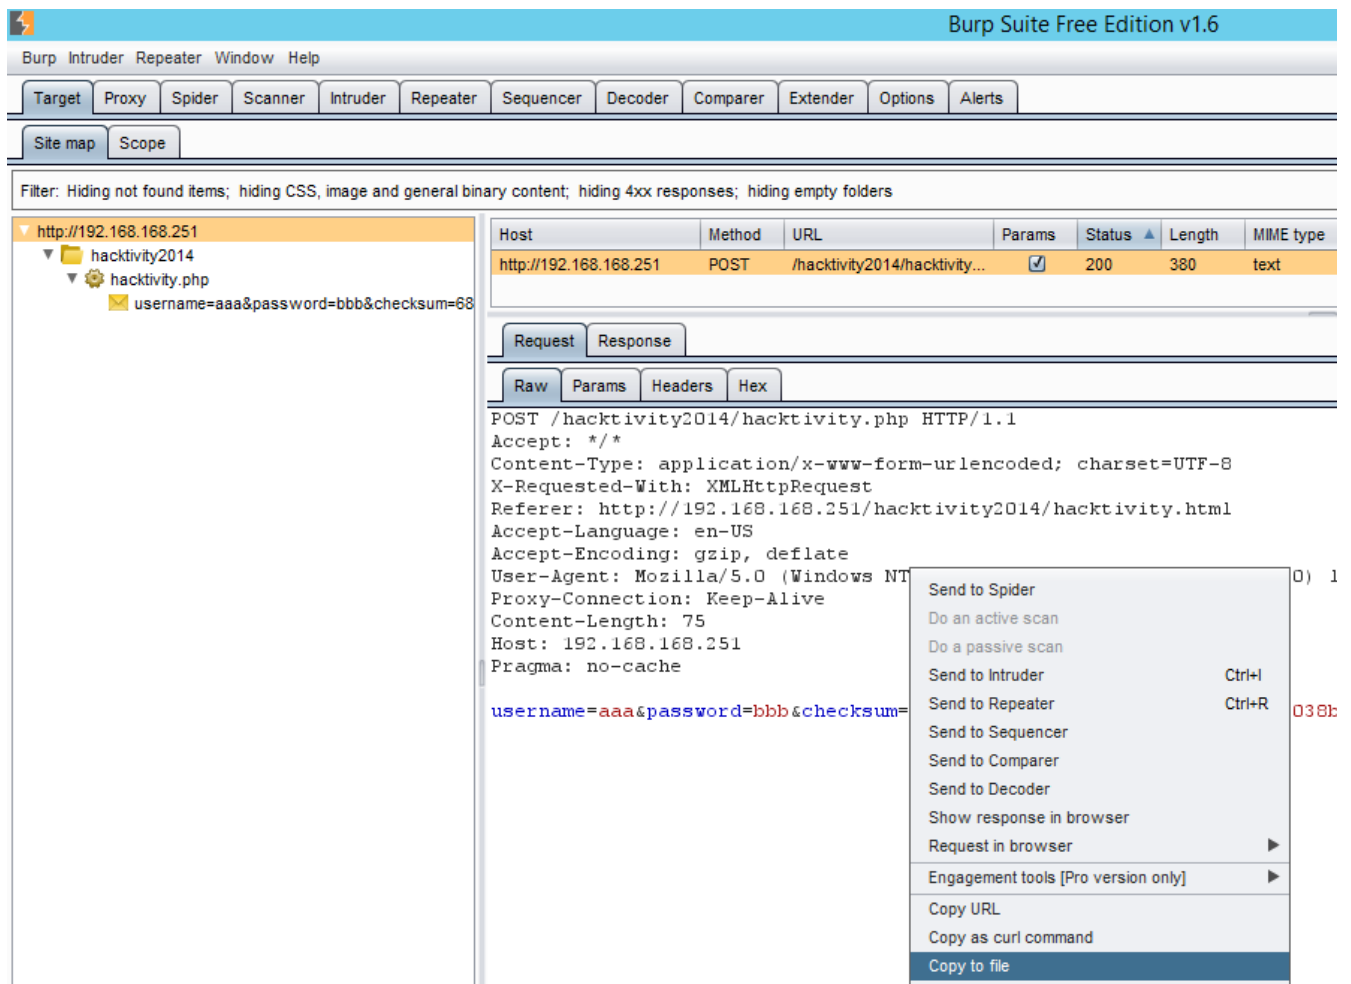 Burp Suite Free Edition v1.6
Burp Intruder Repeater Window Help
Target Proxy Spider Scanner Intruder Repeater Sequencer Decoder Comparer Extender Options Alerts
Site map Scope
Filter: Hiding not found items; hiding CSS, image and general binary content; hiding 4xx responses; hiding empty folders
http://192.168.168.251
hacktivity2014
hacktivity.php
username=aaa&password=bbb&checksum=68
Host Method URL Params Status Length MIME type
http://192.168.168.251 POST /hacktivity2014/hacktivity... 200 380 text
Request Response
Raw Params Headers Hex
POST /hacktivity2014/hacktivity.php HTTP/1.1
Accept: */*
Content-Type: application/x-www-form-urlencoded; charset=UTF-8
X-Requested-With: XMLHttpRequest
Referer: http://192.168.168.251/hacktivity2014/hacktivity.html
Accept-Language: en-US
Accept-Encoding: gzip, deflate
User-Agent: Mozilla/5.0 (Windows NT 0)
Proxy-Connection: Keep-Alive
Content-Length: 75
Host: 192.168.168.251
Pragma: no-cache
username=aaa&password=bbb&checksum= 038b
Send to Spider
Do an active scan
Do a passive scan
Send to Intruder Ctrl+I
Send to Repeater Ctrl+R
Send to Sequencer
Send to Comparer
Send to Decoder
Show response in browser
Request in browser
Engagement tools [Pro version only]
Copy URL
Copy as curl command
Copy to file